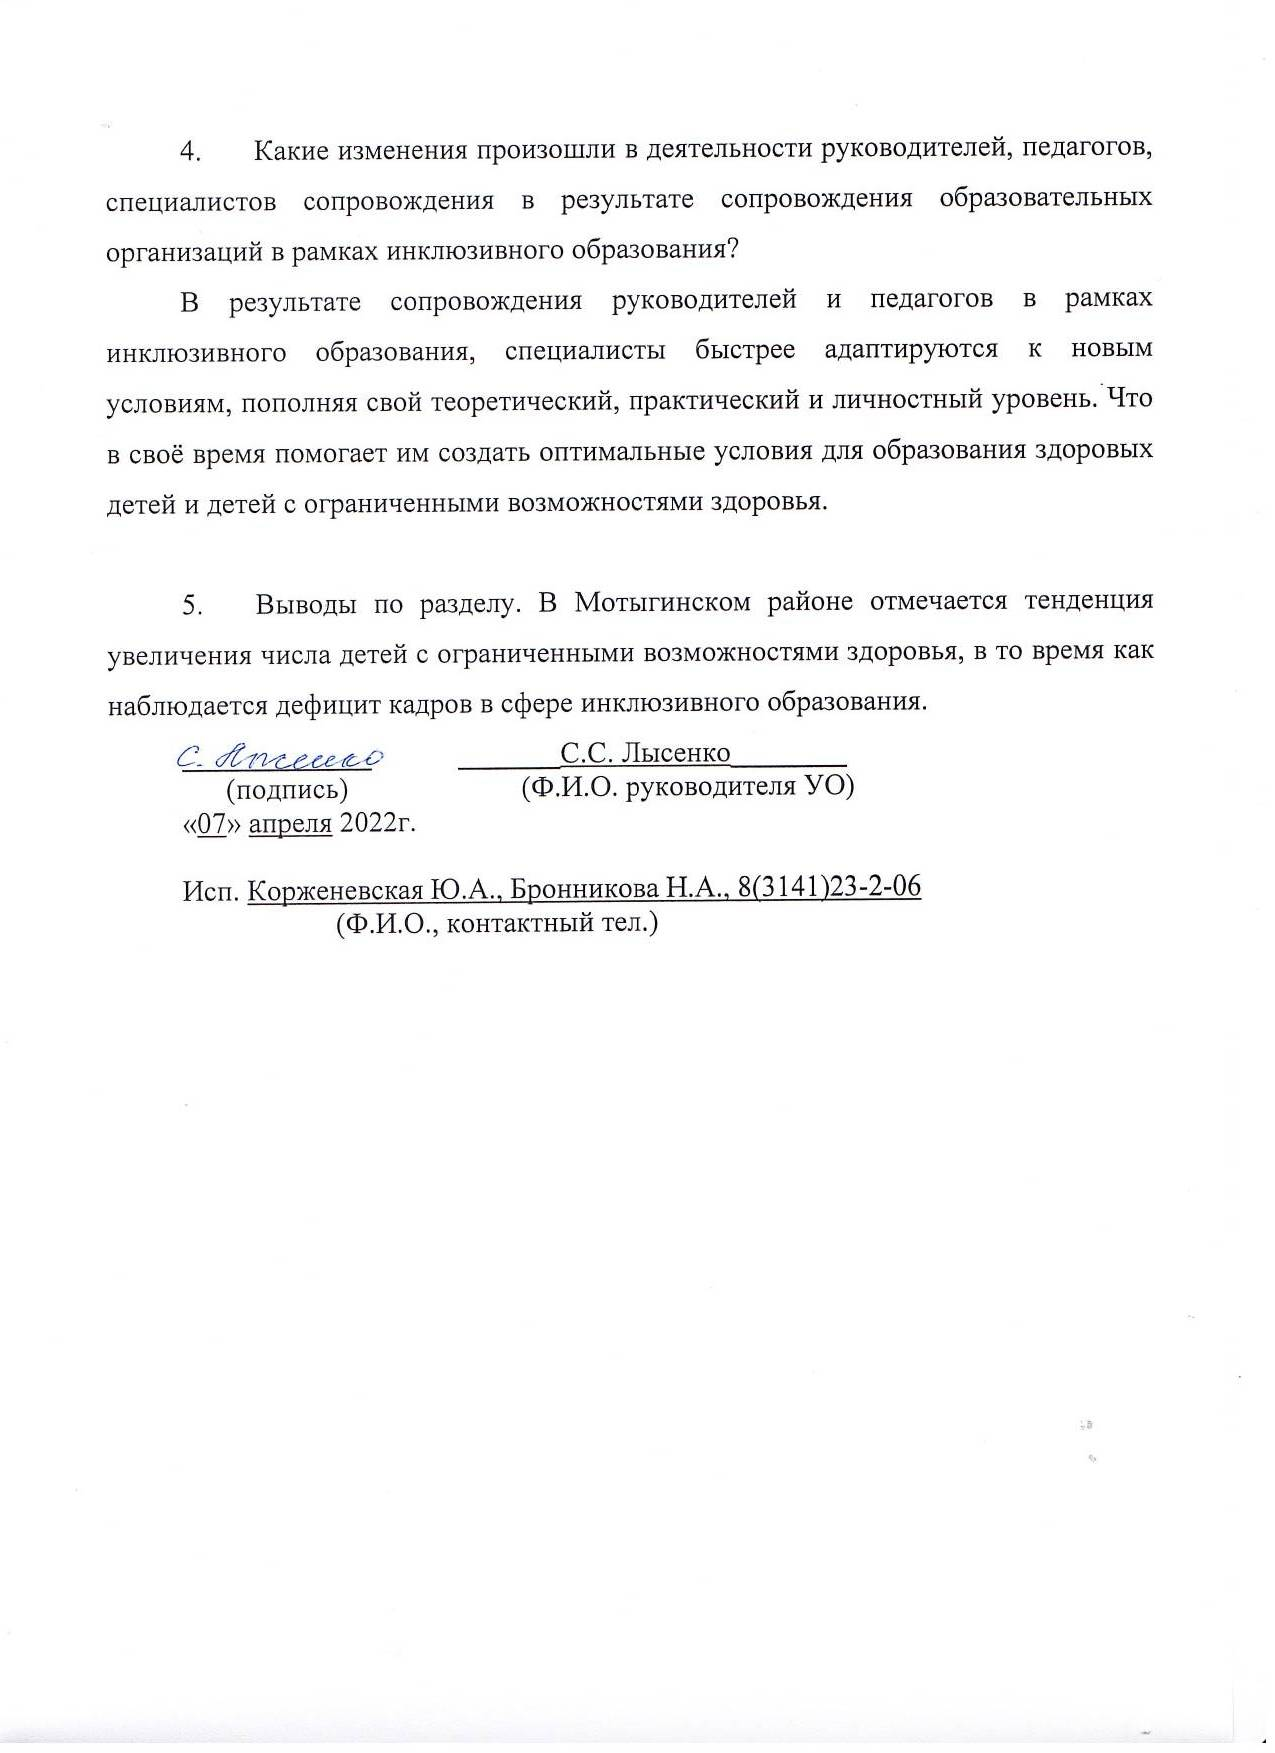 4. Какие изменения произошли в деятельности руководителей, педагогов,
специалистов сопровождения в результате сопровождения образовательных
организаций в рамках инклюзивного образования?
В результате сопровождения руководителей и педагогов в рамках
инклюзивного образования, специалисты быстрее адаптируются к новым
условиям, пополняя свой теоретический, практический и личностный уровень. Что
в своё время помогает им создать оптимальные условия для образования здоровых
детей и детей с ограниченными возможностями здоровья.
5. Выводы по разделу. В Мотыгинском районе отмечается тенденция
увеличения числа детей с ограниченными возможностями здоровья, в то время как
наблюдается дефицит кадров в сфере инклюзивного образования.
С. Лысенко С.С. Лысенко
(подпись) (Ф.И.О. руководителя УО)
«07» апреля 2022г.
Исп. Корженевская Ю.А., Бронникова Н.А., 8(3141)23-2-06
(Ф.И.О., контактный тел.)